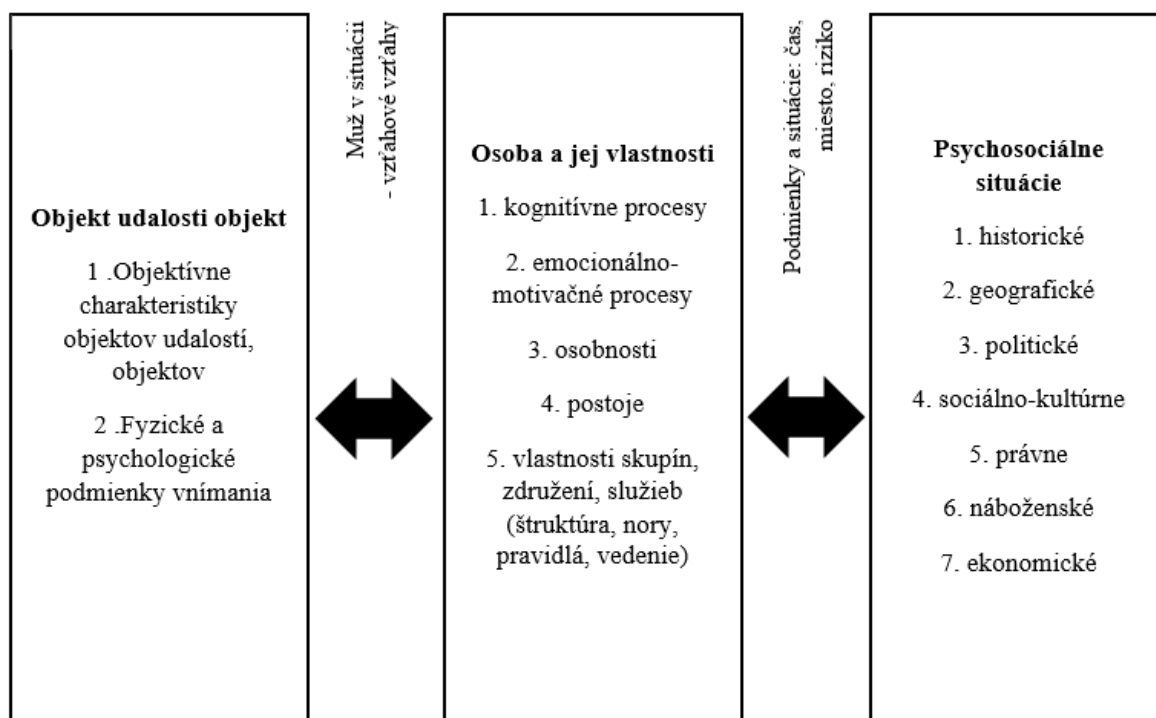 Objekt udalosti objekt
1 .Objektívne
charakteristiky
objektov udalostí,
objektov
2 .Fyzické a
psychologické
podmienky vnímania
Muž v situácii
- vzťahové vzťahy
Osoba a jej vlastnosti
1. kognitívne procesy
2. emocionálno-
motivačné procesy
3. osobnosti
4. postoje
5. vlastnosti skupín,
združení, služieb
(štruktúra, nory,
pravidlá, vedenie)
Podmienky a situácie: čas,
miesto, riziko
Psychosociálne
situácie
1. historické
2. geografické
3. politické
4. sociálno-kultúrne
5. právne
6. náboženské
7. ekonomické